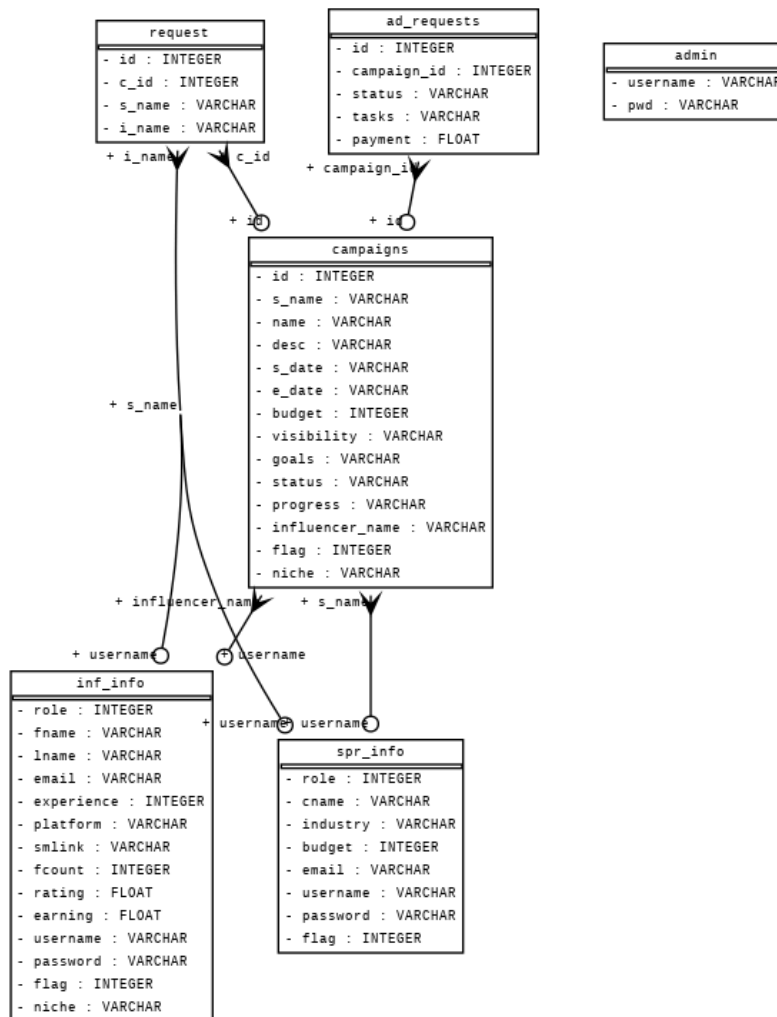 request
- id : INTEGER
- c_id : INTEGER
- s_name : VARCHAR
- i_name : VARCHAR
ad_requests
- id : INTEGER
- campaign_id : INTEGER
- status : VARCHAR
- tasks : VARCHAR
- payment : FLOAT
admin
- username : VARCHAR
- pwd : VARCHAR
+ i_name
c_id
+ campaign_id
+ id
+ id
campaigns
- id : INTEGER
- s_name : VARCHAR
- name : VARCHAR
- desc : VARCHAR
- s_date : VARCHAR
- e_date : VARCHAR
- budget : INTEGER
- visibility : VARCHAR
- goals : VARCHAR
- status : VARCHAR
- progress : VARCHAR
- influencer_name : VARCHAR
- flag : INTEGER
- niche : VARCHAR
+ s_name
+ influencer_name
+ s_name
+ username
+ username
inf_info
- role : INTEGER
- fname : VARCHAR
- lname : VARCHAR
- email : VARCHAR
- experience : INTEGER
- platform : VARCHAR
- smlink : VARCHAR
- fcount : INTEGER
- rating : FLOAT
- earning : FLOAT
- username : VARCHAR
- password : VARCHAR
- flag : INTEGER
- niche : VARCHAR
+ username
+ username
spr_info
- role : INTEGER
- cname : VARCHAR
- industry : VARCHAR
- budget : INTEGER
- email : VARCHAR
- username : VARCHAR
- password : VARCHAR
- flag : INTEGER